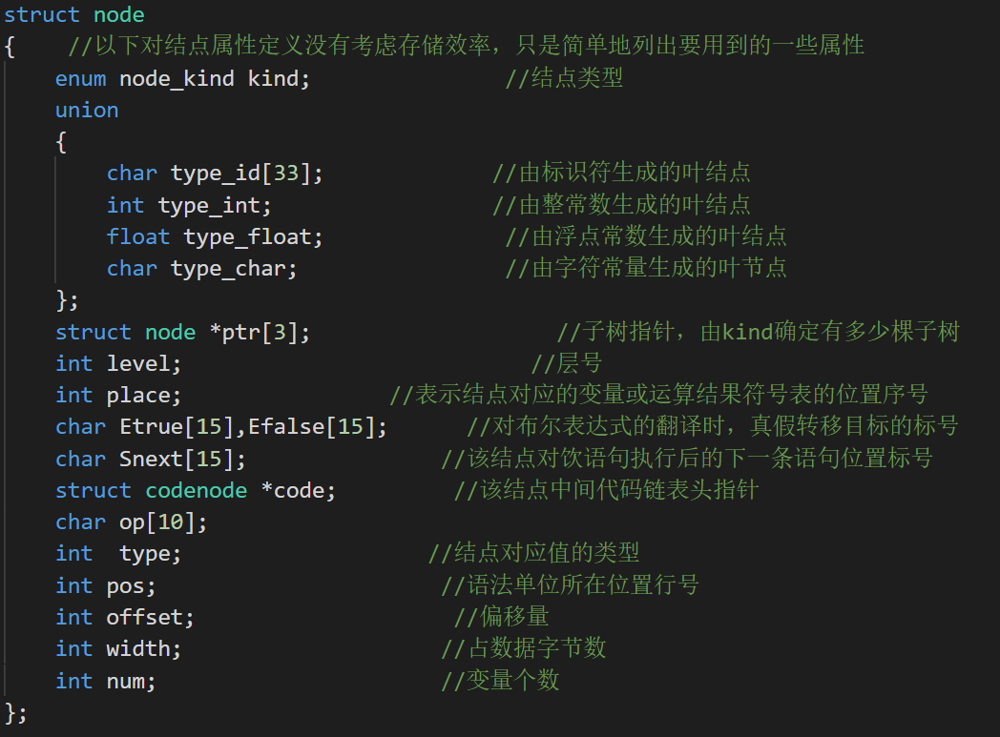 struct node
{    //以下对结点属性定义没有考虑存储效率，只是简单地列出要用到的一些属性
    enum node_kind kind;               //结点类型
    union
    {
        char type_id[33];             //由标识符生成的叶结点
        int type_int;                 //由整常数生成的叶结点
        float type_float;              //由浮点常数生成的叶结点
        char type_char;                //由字符常量生成的叶节点
    };
    struct node *ptr[3];                   //子树指针，由kind确定有多少棵子树
    int level;                           //层号
    int place;                //表示结点对应的变量或运算结果符号表的位置序号
    char Etrue[15],Efalse[15];      //对布尔表达式的翻译时，真假转移目标的标号
    char Snext[15];               //该结点对饮语句执行后的下一条语句位置标号
    struct codenode *code;         //该结点中间代码链表头指针
    char op[10];
    int  type;                   //结点对应值的类型
    int pos;                      //语法单位所在位置行号
    int offset;                    //偏移量
    int width;                    //占数据字节数
    int num;                      //变量个数
};